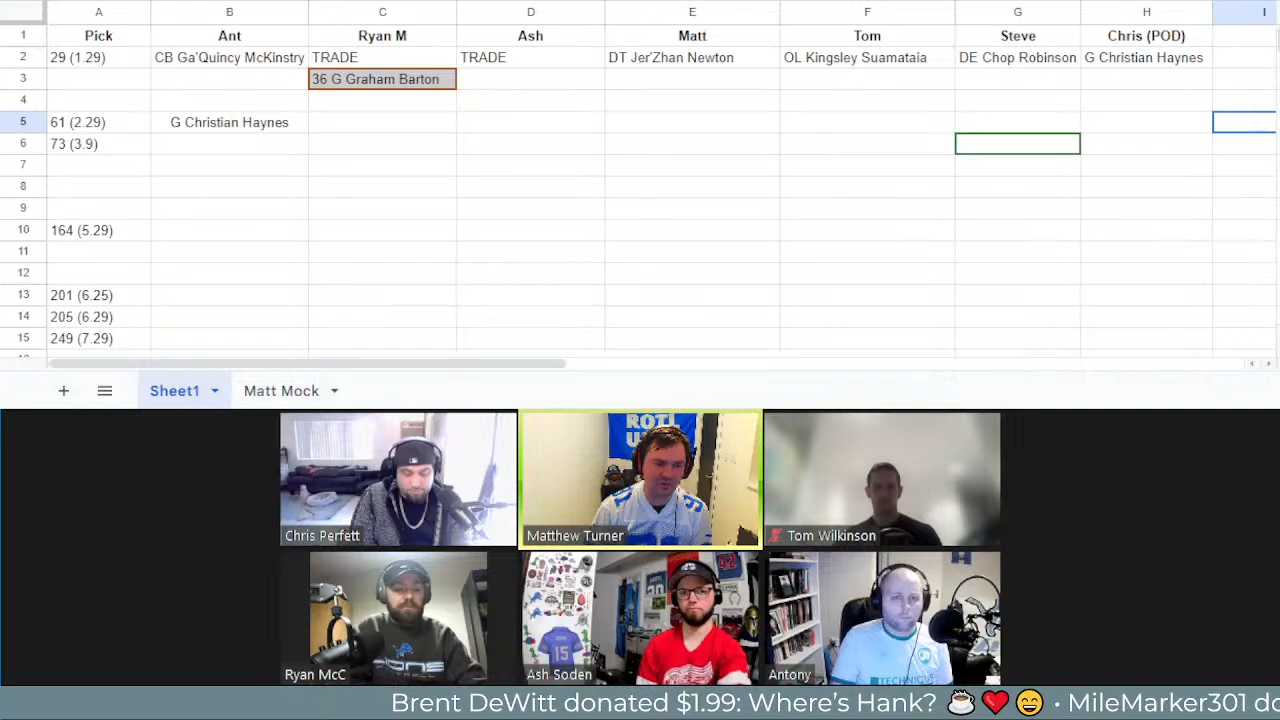 A B C D E F G H I
1 Pick Ant Ryan M Ash Matt Tom Steve Chris (POD)
2 29 (1.29) CB Ga'Quincy McKinstry TRADE TRADE DT Jer'Zhan Newton OL Kingsley Suamataia DE Chop Robinson G Christian Haynes
3 36 G Graham Barton
4
5 61 (2.29) G Christian Haynes
6 73 (3.9)
7
8
9
10 164 (5.29)
11
12
13 201 (6.25)
14 205 (6.29)
15 249 (7.29)
Sheet1 Matt Mock
Chris Perfett
Matthew Turner
Tom Wilkinson
Ryan McC
Ash Soden
15
Antony
TECHNIQUE
Brent DeWitt donated $1.99: Where's Hank? ☕❤️😄 • MileMarker301 do